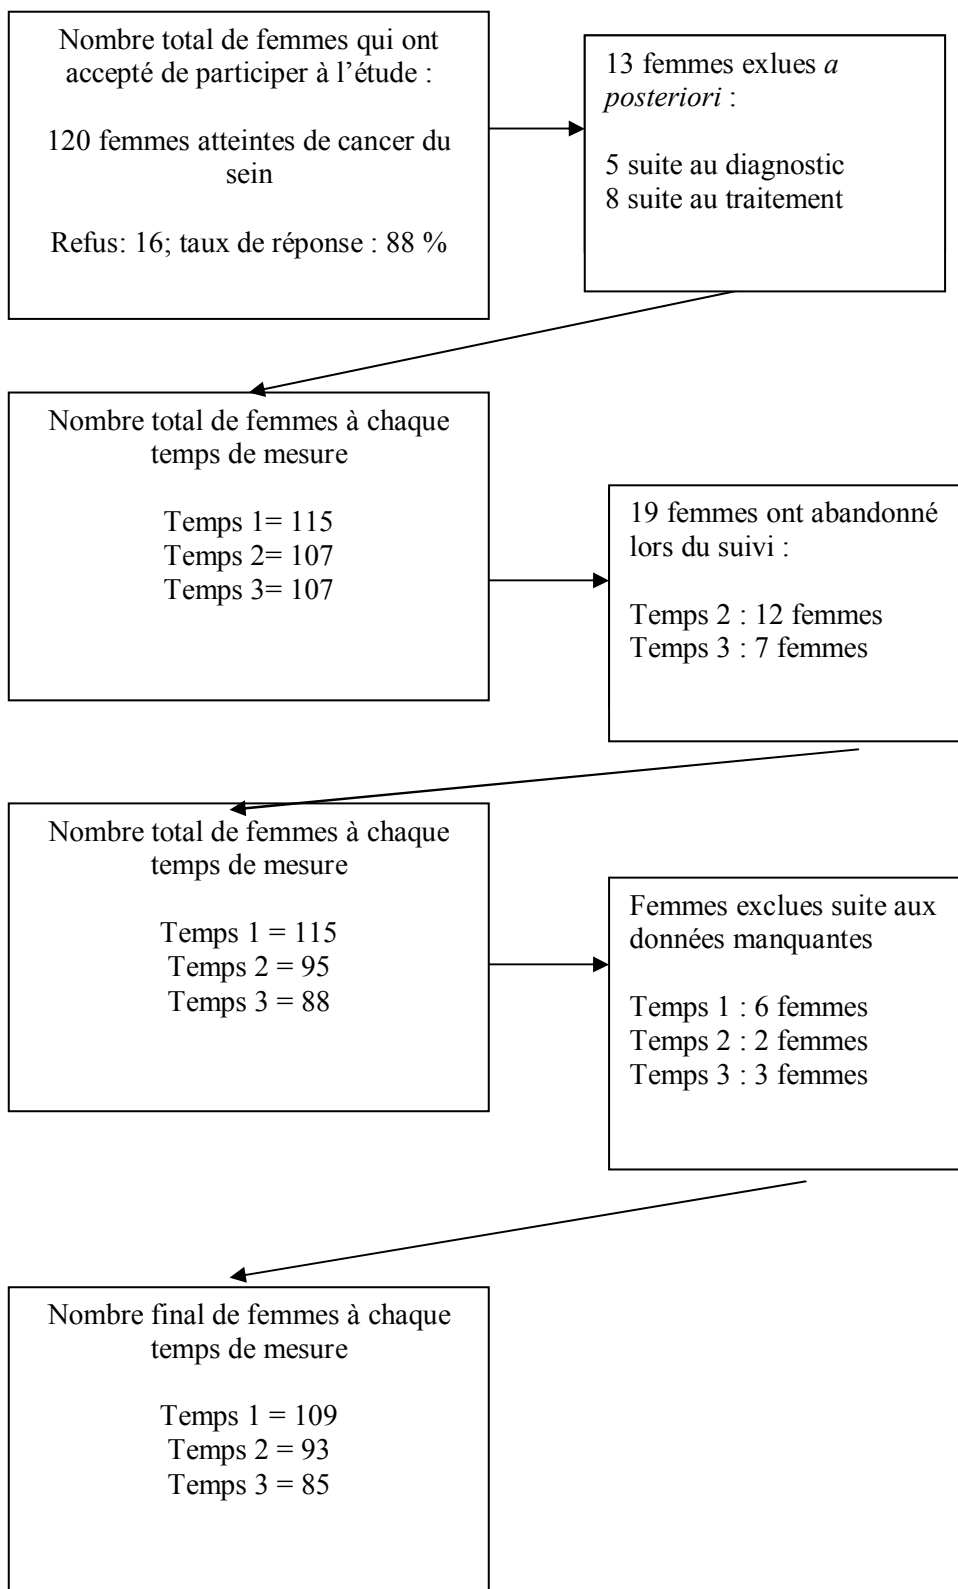 Nombre total de femmes qui ont
accepté de participer à l’étude :
120 femmes atteintes de cancer du
sein
Refus: 16; taux de réponse : 88 %
13 femmes exlues a
posteriori :
5 suite au diagnostic
8 suite au traitement
Nombre total de femmes à chaque
temps de mesure
Temps 1= 115
Temps 2= 107
Temps 3= 107
19 femmes ont abandonné
lors du suivi :
Temps 2 : 12 femmes
Temps 3 : 7 femmes
Nombre total de femmes à chaque
temps de mesure
Temps 1 = 115
Temps 2 = 95
Temps 3 = 88
Femmes exclues suite aux
données manquantes
Temps 1 : 6 femmes
Temps 2 : 2 femmes
Temps 3 : 3 femmes
Nombre final de femmes à chaque
temps de mesure
Temps 1 = 109
Temps 2 = 93
Temps 3 = 85